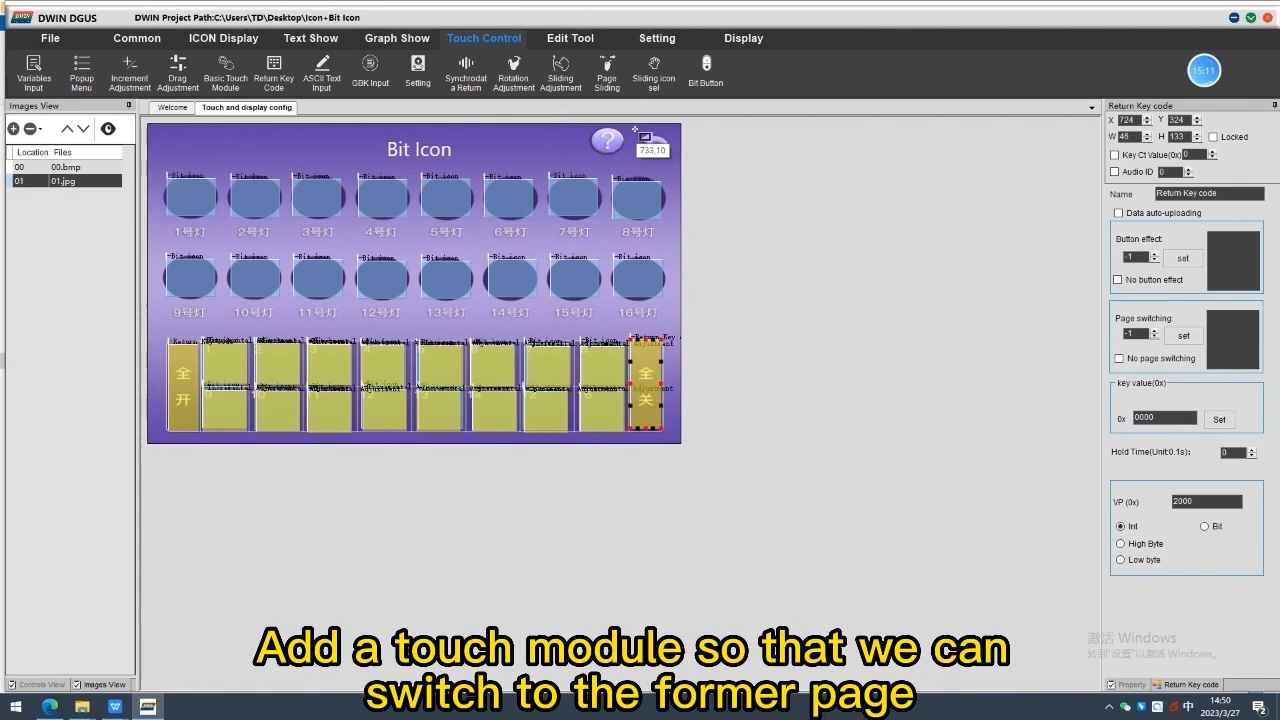 DWIN DGUS DWIN Project Path:C:\Users\TD\Desktop\Icon+Bit Icon
File Common ICON Display Text Show Graph Show Touch Control Edit Tool Setting Display
Variables Input
Popup Menu
Increment Adjustment
Drag Adjustment
Basic Touch Module
Return Key Code
ASCII Text Input
GBK Input
Setting
Synchrodat a Return
Rotation Adjustment
Sliding Adjustment
Page Sliding
Sliding icon sel
Bit Button
15:11
Images View
Welcome Touch and display config
Location Files
00 00.bmp
01 01.jpg
Bit Icon
?
733,10
1号灯 2号灯 3号灯 4号灯 5号灯 6号灯 7号灯 8号灯
9号灯 10号灯 11号灯 12号灯 13号灯 14号灯 15号灯 16号灯
全开
全关
Return Key code
X 724 Y 324
W 46 H 133 Locked
Key Ct Value(0x) 0
Audio ID 0
Name Return Key code
Data auto-uploading
Button effect:
-1 set
No button effect
Page switching:
-1 set
No page switching
key value(0x)
0x 0000 Set
Hold Time(Unit:0.1s): 0
VP (0x) 2000
Int Bit
High Byte
Low byte
激活 Windows
转到"设置"以激活 Windows。
Add a touch module so that we can
switch to the former page
Controls View Images View
Property Return Key code
中 14:50
2023/3/27
2